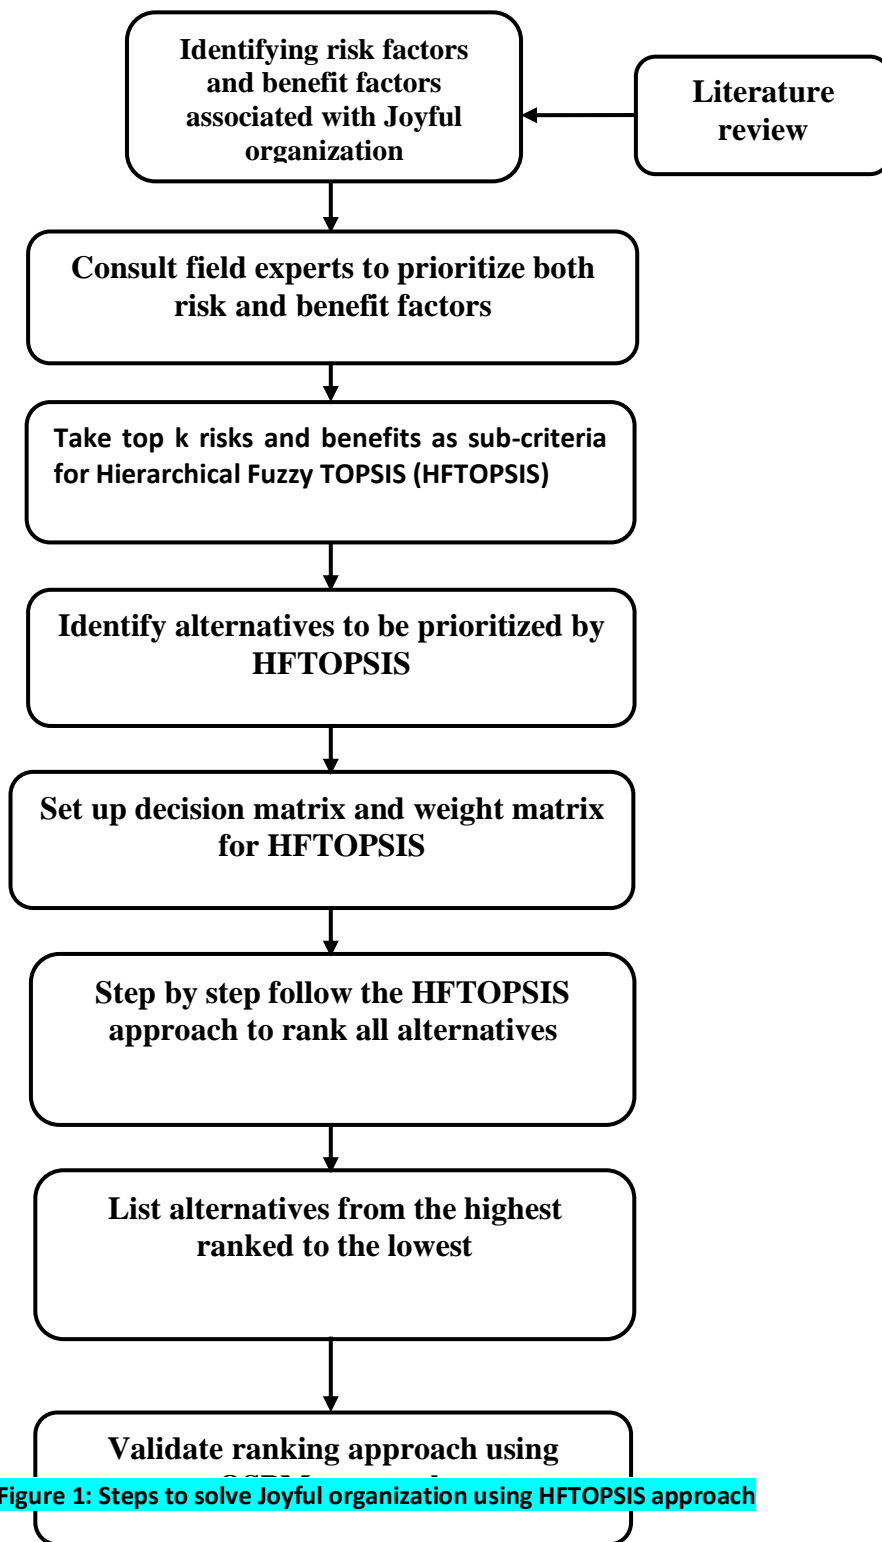 Identifying risk factors
and benefit factors
associated with Joyful
organization
Literature
review
Consult field experts to prioritize both
risk and benefit factors
Take top k risks and benefits as sub-criteria
for Hierarchical Fuzzy TOPSIS (HFTOPSIS)
Identify alternatives to be prioritized by
HFTOPSIS
Set up decision matrix and weight matrix
for HFTOPSIS
Step by step follow the HFTOPSIS
approach to rank all alternatives
List alternatives from the highest
ranked to the lowest
Validate ranking approach using
Figure 1: Steps to solve Joyful organization using HFTOPSIS approach